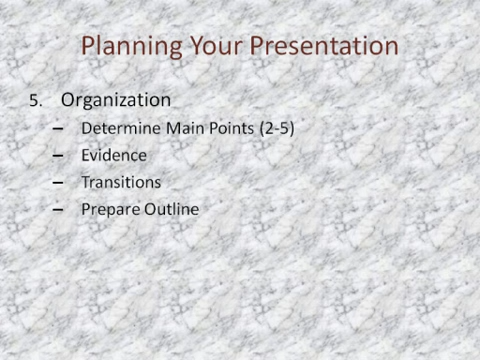 Planning Your Presentation
5. Organization
– Determine Main Points (2-5)
– Evidence
– Transitions
– Prepare Outline